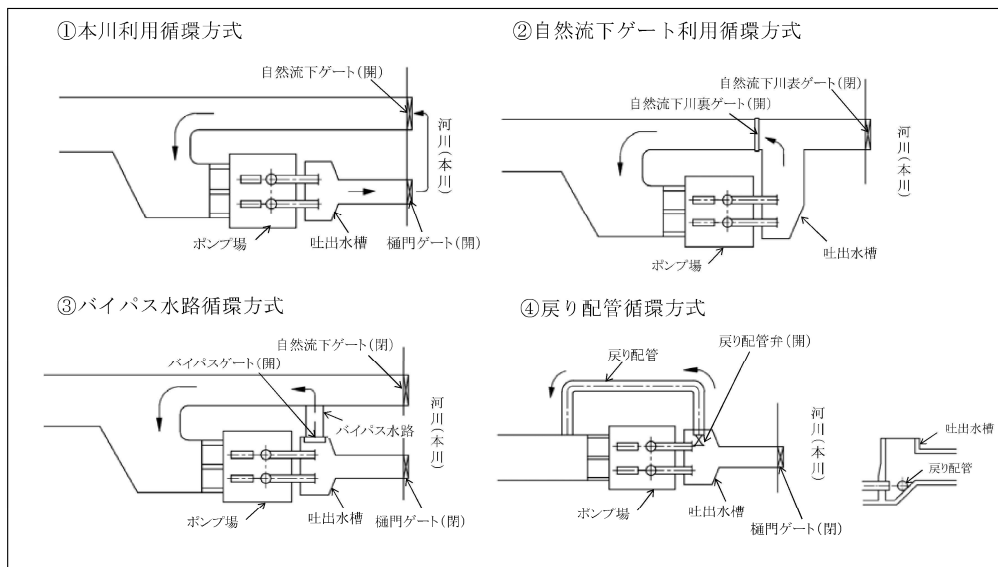 ①本川利用循環方式
自然流下ゲート(開)
河川(本川)
ポンプ場
吐出水槽
樋門ゲート(開)
②自然流下ゲート利用循環方式
自然流下川表ゲート(閉)
自然流下川裏ゲート(開)
河川(本川)
吐出水槽
ポンプ場
③バイパス水路循環方式
自然流下ゲート(閉)
バイパスゲート(開)
河川(本川)
バイパス水路
吐出水槽
ポンプ場
樋門ゲート(閉)
④戻り配管循環方式
戻り配管
戻り配管弁(開)
河川(本川)
ポンプ場
吐出水槽
樋門ゲート(閉)
吐出水槽
戻り配管